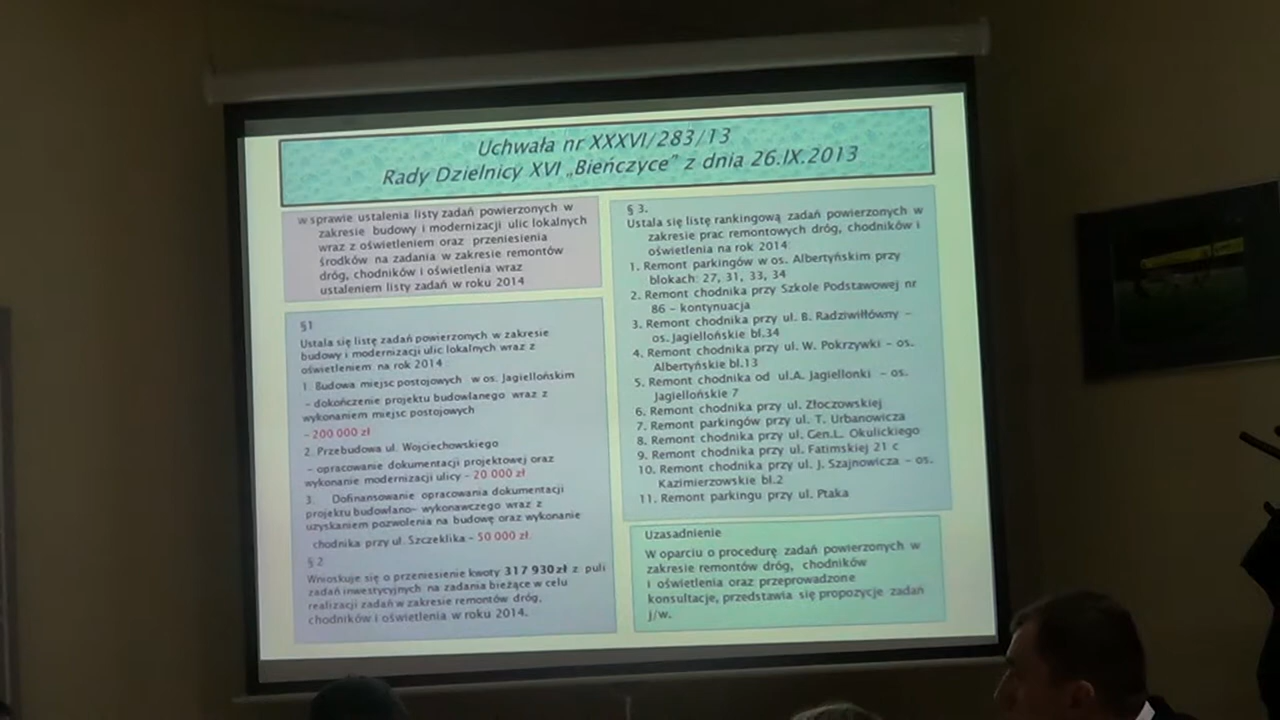 Uchwała nr XXXVI/283/13
Rady Dzielnicy XVI „Bieńczyce” z dnia 26.IX.2013
w sprawie ustalenia listy zadań powierzonych w
zakresie budowy i modernizacji ulic lokalnych
wraz z oświetleniem oraz przeniesienia
środków na zadania w zakresie remontów
dróg, chodników i oświetlenia wraz
ustaleniem listy zadań w roku 2014
§1
Ustala się listę zadań powierzonych w zakresie
budowy i modernizacji ulic lokalnych wraz z
oświetleniem na rok 2014:
1. Budowa miejsc postojowych w os. Jagiellońskim
- dokończenie projektu budowlanego wraz z
wykonaniem miejsc postojowych
- 200 000 zł
2. Przebudowa ul. Wojciechowskiego
- opracowanie dokumentacji projektowej oraz
wykonanie modernizacji ulicy - 20 000 zł
3. Dofinansowanie opracowania dokumentacji
projektu budowlano- wykonawczego wraz z
uzyskaniem pozwolenia na budowę oraz wykonanie
chodnika przy ul. Szczeklika - 50 000 zł.
§ 2
Wnioskuje się o przeniesienie kwoty 317 930zł z puli
zadań inwestycyjnych na zadania bieżące w celu
realizacji zadań w zakresie remontów dróg,
chodników i oświetlenia w roku 2014.
§ 3.
Ustala się listę rankingową zadań powierzonych w
zakresie prac remontowych dróg, chodników i
oświetlenia na rok 2014:
1. Remont parkingów w os. Albertyńskim przy
blokach: 27, 31, 33, 34
2. Remont chodnika przy Szkole Podstawowej nr
86 – kontynuacja
3. Remont chodnika przy ul. B. Radziwiłłówny –
os. Jagiellońskie bl.34
4. Remont chodnika przy ul. W. Pokrzywki – os.
Albertyńskie bl.13
5. Remont chodnika od ul.A. Jagiellonki – os.
Jagiellońskie 7
6. Remont chodnika przy ul. Złoczowskiej
7. Remont parkingów przy ul. T. Urbanowicza
8. Remont chodnika przy ul. Gen.L. Okulickiego
9. Remont chodnika przy ul. Fatimskiej 21 c
10. Remont chodnika przy ul. J. Szajnowicza – os.
Kazimierzowskie bl.2
11. Remont parkingu przy ul. Ptaka
Uzasadnienie
W oparciu o procedurę zadań powierzonych w
zakresie remontów dróg, chodników
i oświetlenia oraz przeprowadzone
konsultacje, przedstawia się propozycje zadań
j/w.